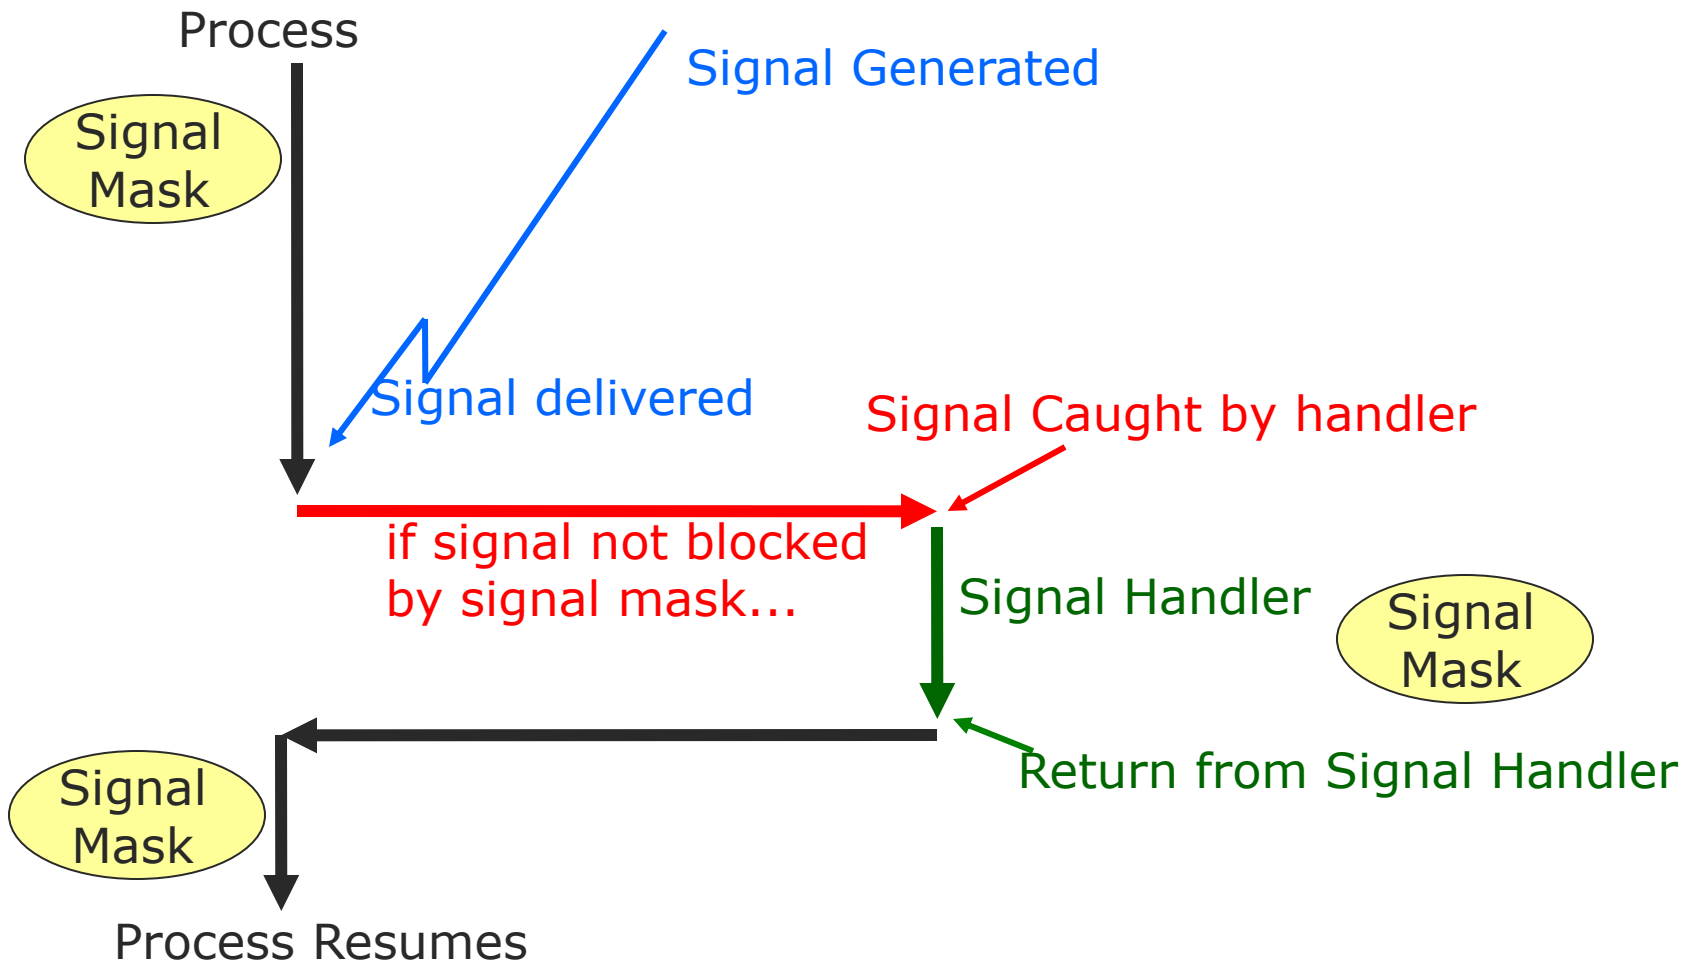 Process
Signal Generated
Signal
Mask
Signal delivered
Signal Caught by handler
if signal not blocked
by signal mask...
Signal Handler
Signal
Mask
Return from Signal Handler
Signal
Mask
Process Resumes